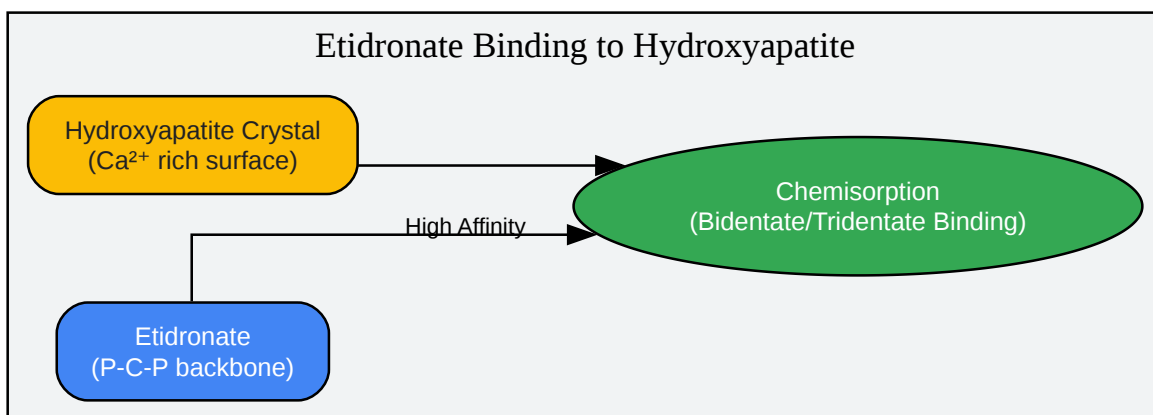 Etidronate Binding to Hydroxyapatite
Hydroxyapatite Crystal
(Ca²⁺ rich surface)
Chemisorption
(Bidentate/Tridentate Binding)
High Affinity
Etidronate
(P-C-P backbone)